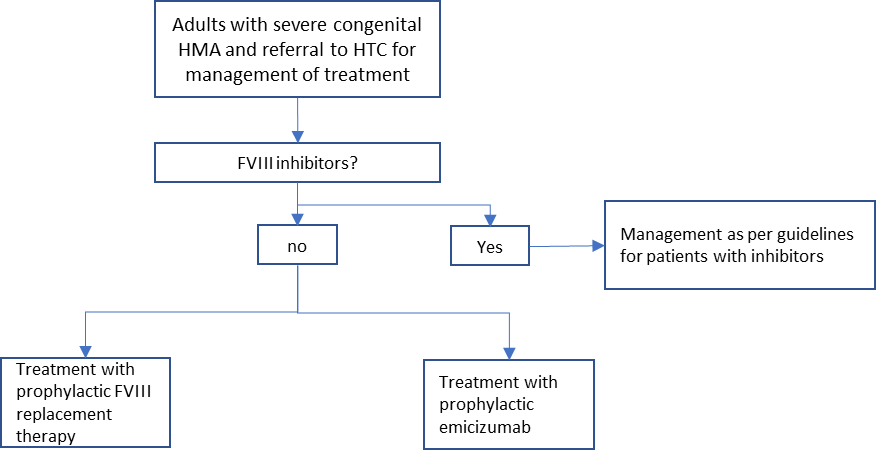 Adults with severe congenital
HMA and referral to HTC for
management of treatment
FVIII inhibitors?
no
Yes
Management as per guidelines
for patients with inhibitors
Treatment with
prophylactic FVIII
replacement
therapy
Treatment with
prophylactic
emicizumab